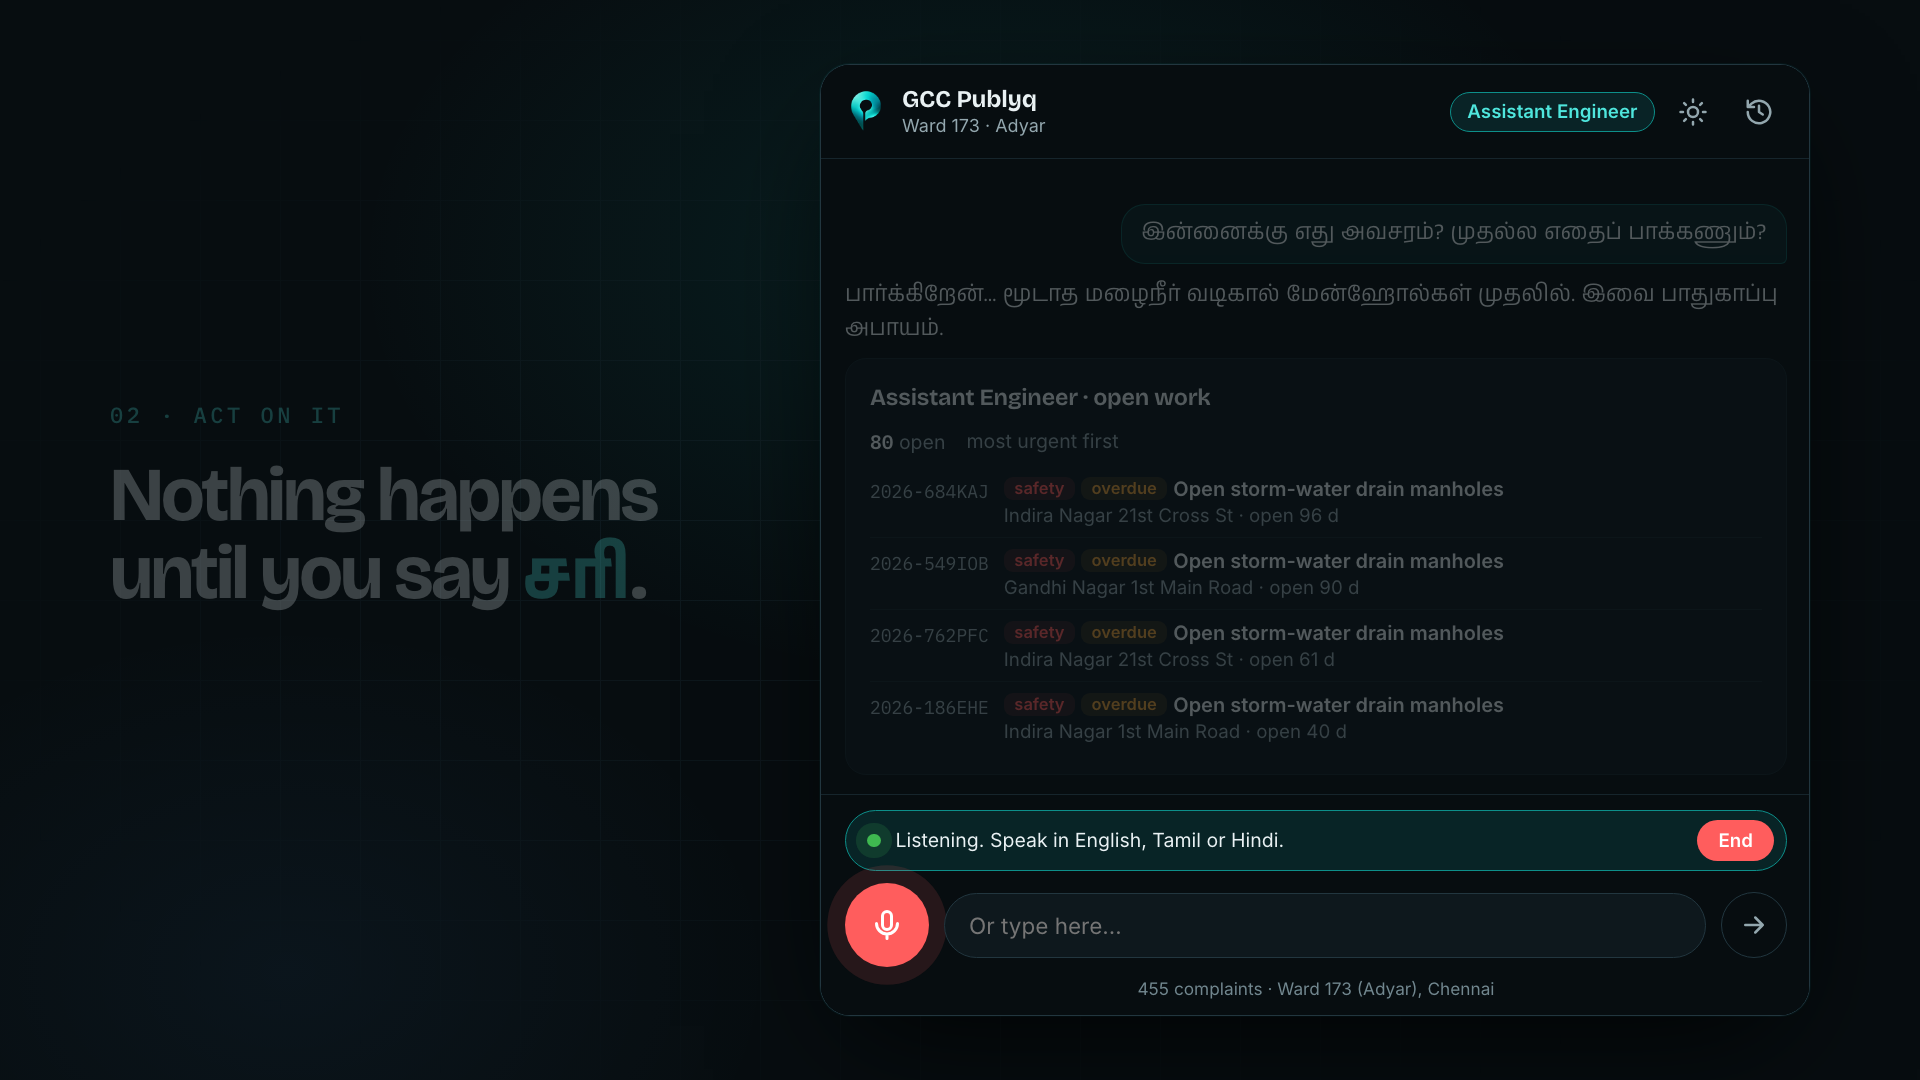 02 · ACT ON IT
Nothing happens
until you say சரி.
GCC Publyq
Ward 173 · Adyar
Assistant Engineer
இன்னைக்கு எது அவசரம்? முதல்ல எதைப் பாக்கணும்?
பார்க்கிறேன்... மூடாத மழைநீர் வடிகால் மேன்ஹோல்கள் முதலில். இவை பாதுகாப்பு
அபாயம்.
Assistant Engineer · open work
80 open most urgent first
2026-684KAJ safety overdue Open storm-water drain manholes
Indira Nagar 21st Cross St · open 96 d
2026-549IOB safety overdue Open storm-water drain manholes
Gandhi Nagar 1st Main Road · open 90 d
2026-762PFC safety overdue Open storm-water drain manholes
Indira Nagar 21st Cross St · open 61 d
2026-186EHE safety overdue Open storm-water drain manholes
Indira Nagar 1st Main Road · open 40 d
Listening. Speak in English, Tamil or Hindi.
End
Or type here...
455 complaints · Ward 173 (Adyar), Chennai